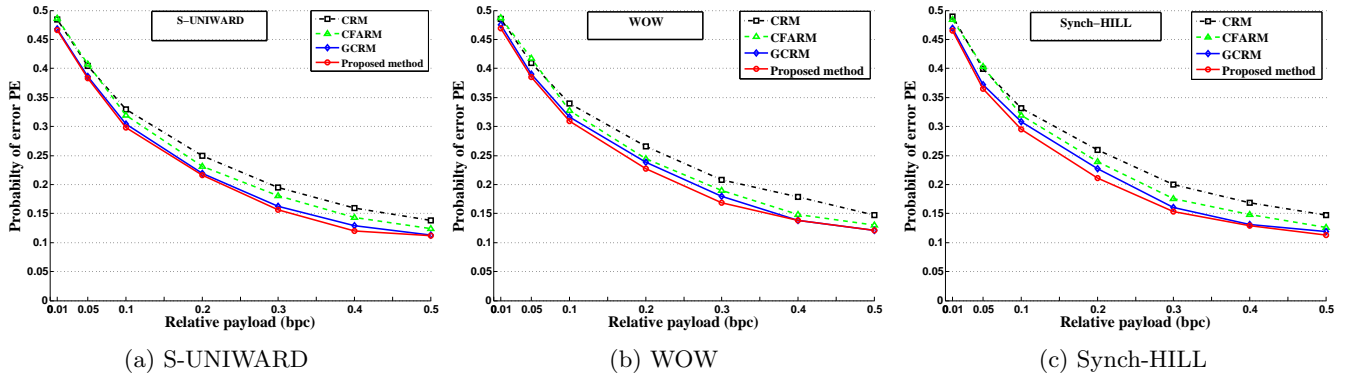 S-UNIWARD
CRM
CFARM
GCRM
Proposed method
Probabilty of error PE
0.5
0.45
0.4
0.35
0.3
0.25
0.2
0.15
0.1
0.05
0
0.01 0.05 0.1 0.2 0.3 0.4 0.5
Relative payload (bpc)
(a) S-UNIWARD
WOW
CRM
CFARM
GCRM
Proposed method
Probabilty of error PE
0.5
0.45
0.4
0.35
0.3
0.25
0.2
0.15
0.1
0.05
0
0.01 0.05 0.1 0.2 0.3 0.4 0.5
Relative payload (bpc)
(b) WOW
Synch-HILL
CRM
CFARM
GCRM
Proposed method
Probabilty of error PE
0.5
0.45
0.4
0.35
0.3
0.25
0.2
0.15
0.1
0.05
0
0.01 0.05 0.1 0.2 0.3 0.4 0.5
Relative payload (bpc)
(c) Synch-HILL